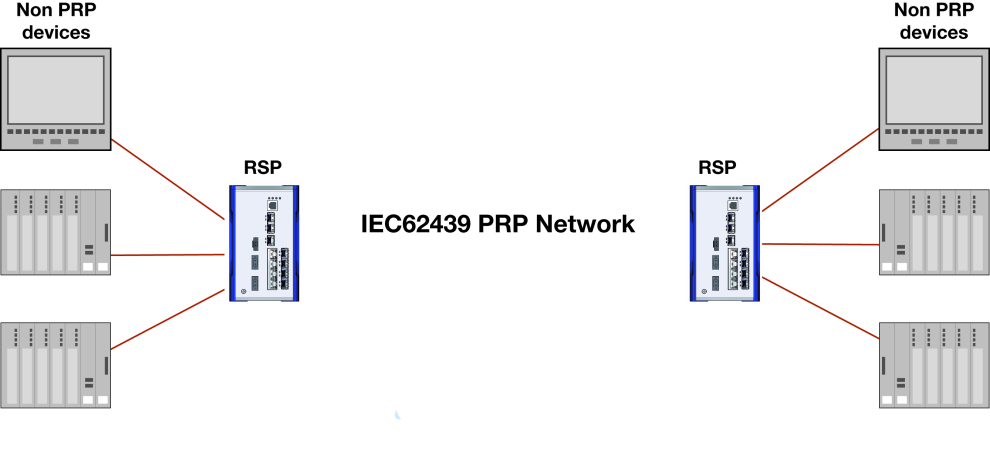 Non PRP
devices
Non PRP
devices
RSP
RSP
IEC62439 PRP Network